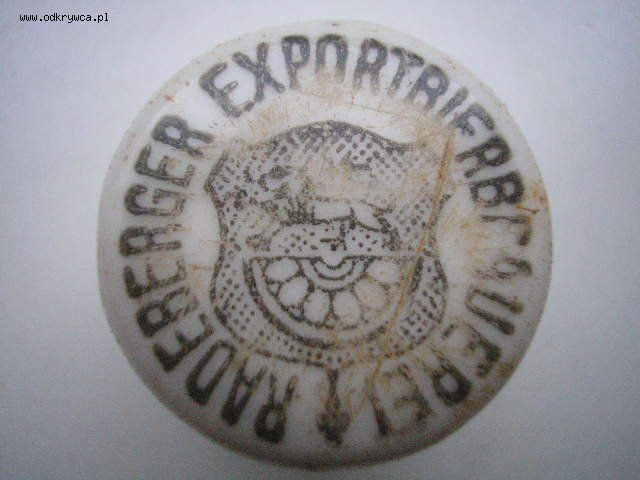 www.odkrywca.pl
RADEBERGER EXPORTBIERBRAUEREI